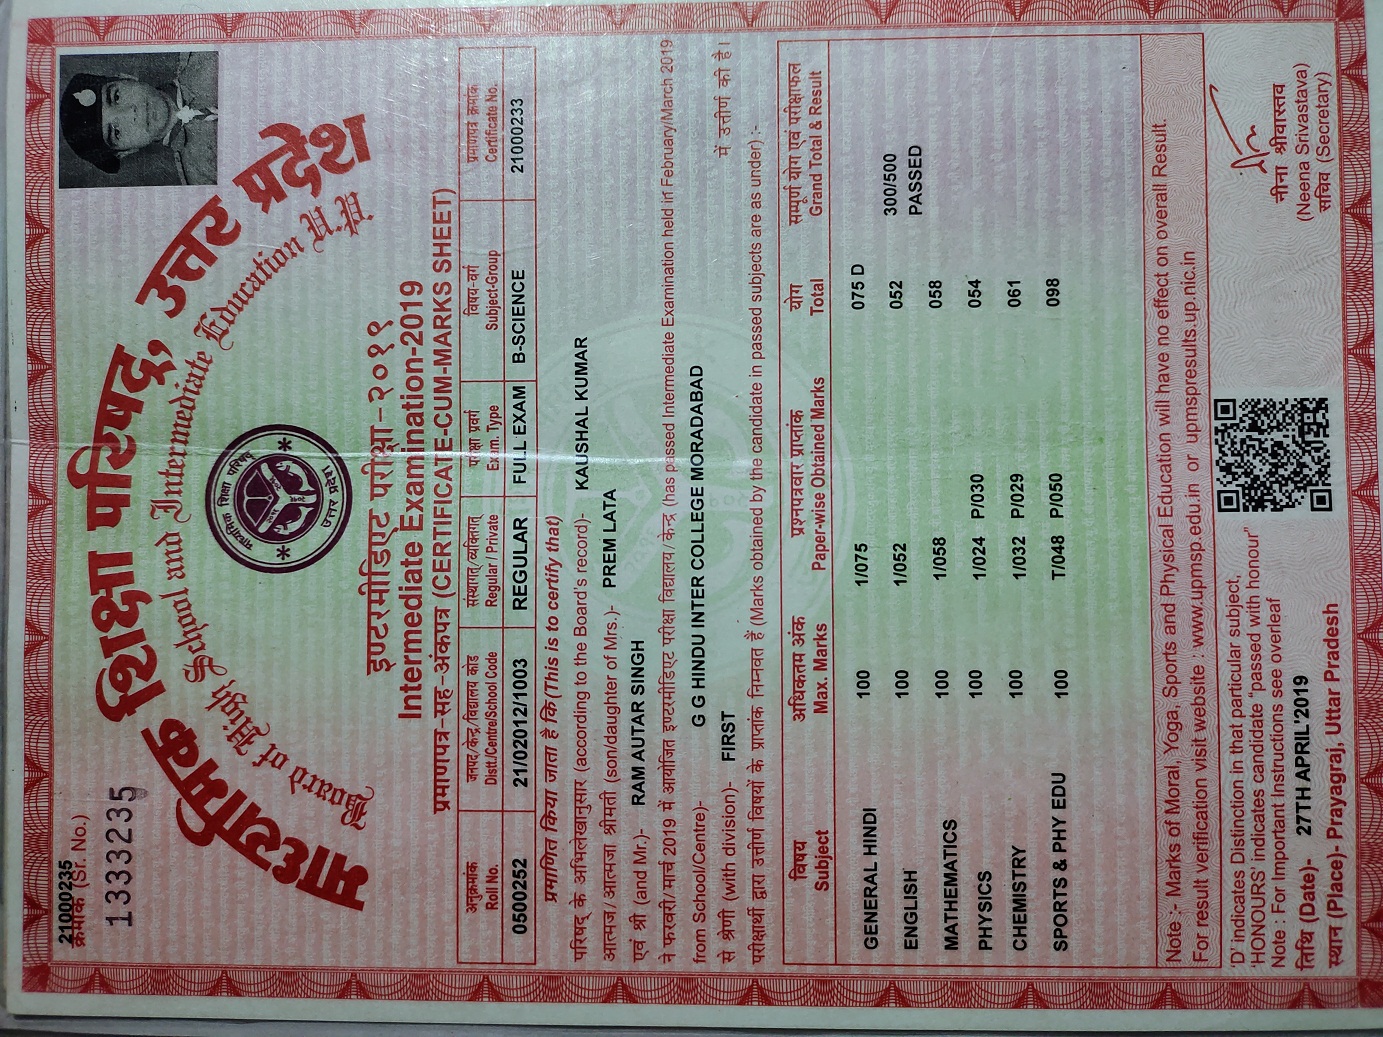 21000235
क्रमांक (Sr. No.)
1333235
माध्यमिक शिक्षा परिषद्, उत्तर प्रदेश
Board of High School and Intermediate Education U.P.
माध्यमिक शिक्षा परिषद
उत्तर प्रदेश
इण्टरमीडिएट परीक्षा-२०१९
Intermediate Examination-2019
प्रमाणपत्र-सह-अंकपत्र (CERTIFICATE-CUM-MARKS SHEET)
अनुक्रमांक जनपद/केन्द्र/विद्यालय कोड संस्थागत/व्यक्तिगत् परीक्षा प्रवर्ग विषय-वर्ग प्रमाणपत्र क्रमांक
Roll No. Distt./Centre/School Code Regular / Private Exam. Type Subject-Group Certificate No.
0500252 21/02012/1003 REGULAR FULL EXAM B-SCIENCE 21000233
प्रमाणित किया जाता है कि (This is to certify that)
परिषद् के अभिलेखानुसार (according to the Board's record)- KAUSHAL KUMAR
आत्मज/आत्मजा श्रीमती (son/daughter of Mrs.)- PREM LATA
एवं श्री (and Mr.)- RAM AUTAR SINGH
ने फरवरी/मार्च 2019 में आयोजित इण्टरमीडिएट परीक्षा विद्यालय/केन्द्र (has passed Intermediate Examination held in February/March 2019
from School/Centre)- G G HINDU INTER COLLEGE MORADABAD
से श्रेणी (with division)- FIRST में उत्तीर्ण की है।
परीक्षार्थी द्वारा उत्तीर्ण विषयों के प्राप्तांक निम्नवत हैं (Marks obtained by the candidate in passed subjects are as under) :-
विषय अधिकतम अंक प्रश्नपत्रवार प्राप्तांक योग सम्पूर्ण योग एवं परीक्षाफल
Subject Max. Marks Paper-wise Obtained Marks Total Grand Total & Result
GENERAL HINDI 100 1/075 075 D
ENGLISH 100 1/052 052 300/500
PASSED
MATHEMATICS 100 1/058 058
PHYSICS 100 1/024 P/030 054
CHEMISTRY 100 1/032 P/029 061
SPORTS & PHY EDU 100 T/048 P/050 098
Note :- Marks of Moral, Yoga, Sports and Physical Education will have no effect on overall Result.
For result verification visit website : www.upmsp.edu.in or upmspresults.up.nic.in
'D' indicates Distinction in that particular subject,
'HONOURS' indicates candidate "passed with honour"
Note : For Important Instructions see overleaf
तिथि (Date)- 27TH APRIL'2019
स्थान (Place)- Prayagraj, Uttar Pradesh
नीना श्रीवास्तव
(Neena Srivastava)
सचिव (Secretary)